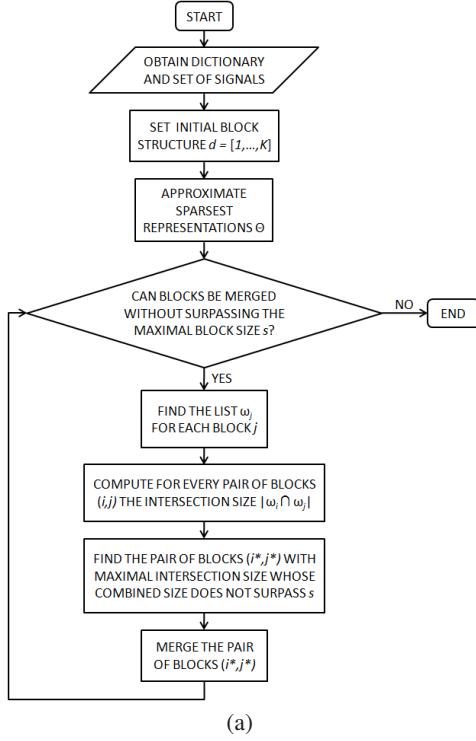 START
OBTAIN DICTIONARY
AND SET OF SIGNALS
SET INITIAL BLOCK
STRUCTURE d = [1,...,K]
APPROXIMATE
SPARSEST
REPRESENTATIONS Θ
CAN BLOCKS BE MERGED
WITHOUT SURPASSING THE
MAXIMAL BLOCK SIZE s?
NO
END
YES
FIND THE LIST ωj
FOR EACH BLOCK j
COMPUTE FOR EVERY PAIR OF BLOCKS
(i,j) THE INTERSECTION SIZE |ωi ∩ ωj|
FIND THE PAIR OF BLOCKS (i*,j*) WITH
MAXIMAL INTERSECTION SIZE WHOSE
COMBINED SIZE DOES NOT SURPASS s
MERGE THE PAIR
OF BLOCKS (i*,j*)
(a)